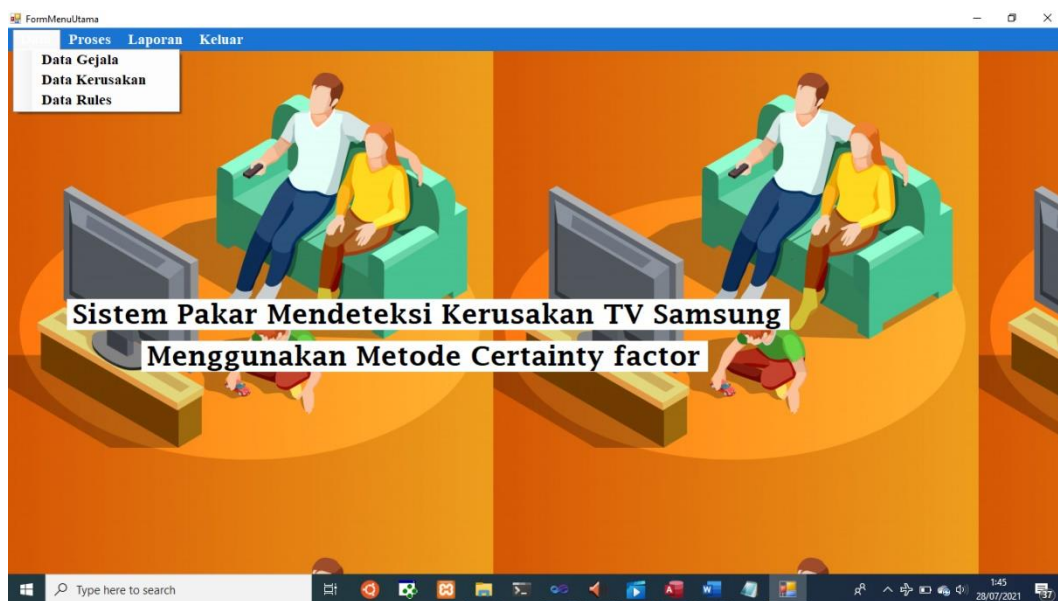 FormMenuUtama
Proses Laporan Keluar
Data Gejala
Data Kerusakan
Data Rules
Sistem Pakar Mendeteksi Kerusakan TV Samsung
Menggunakan Metode Certainty factor
Type here to search
1:45
28/07/2021
37